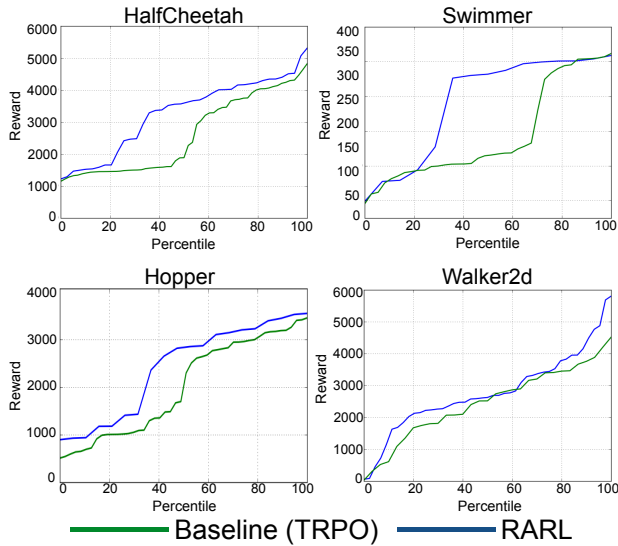 HalfCheetah
6000
5000
4000
3000
2000
1000
0
Reward
0 20 40 60 80 100
Percentile
Swimmer
400
350
300
250
200
150
100
50
0
Reward
0 20 40 60 80 100
Percentile
Hopper
4000
3000
2000
1000
0
Reward
0 20 40 60 80 100
Percentile
Walker2d
6000
5000
4000
3000
2000
1000
0
Reward
0 20 40 60 80 100
Percentile
Baseline (TRPO) RARL